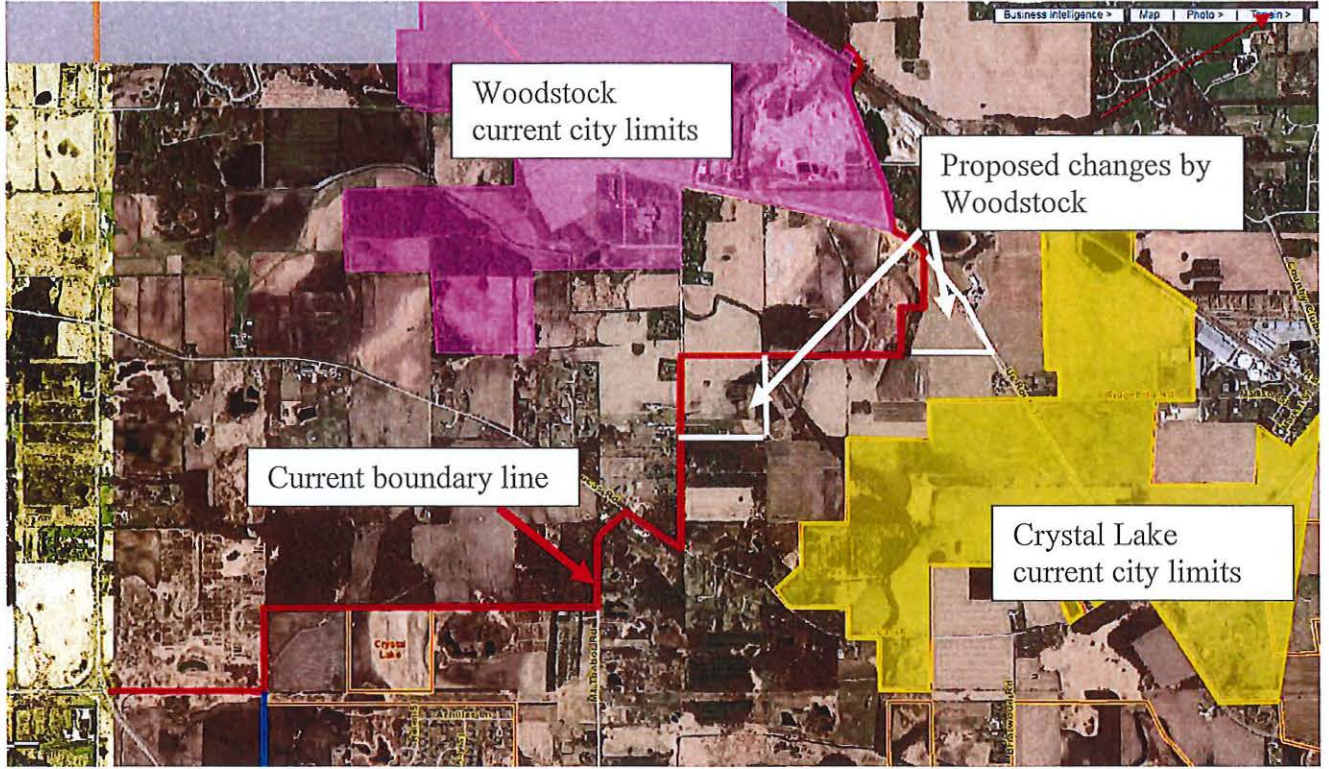 Business Intelligence > | Map | Photo > | Terrain >
Woodstock
current city limits
Proposed changes by
Woodstock
Current boundary line
Crystal Lake
current city limits
Crystal
Lake